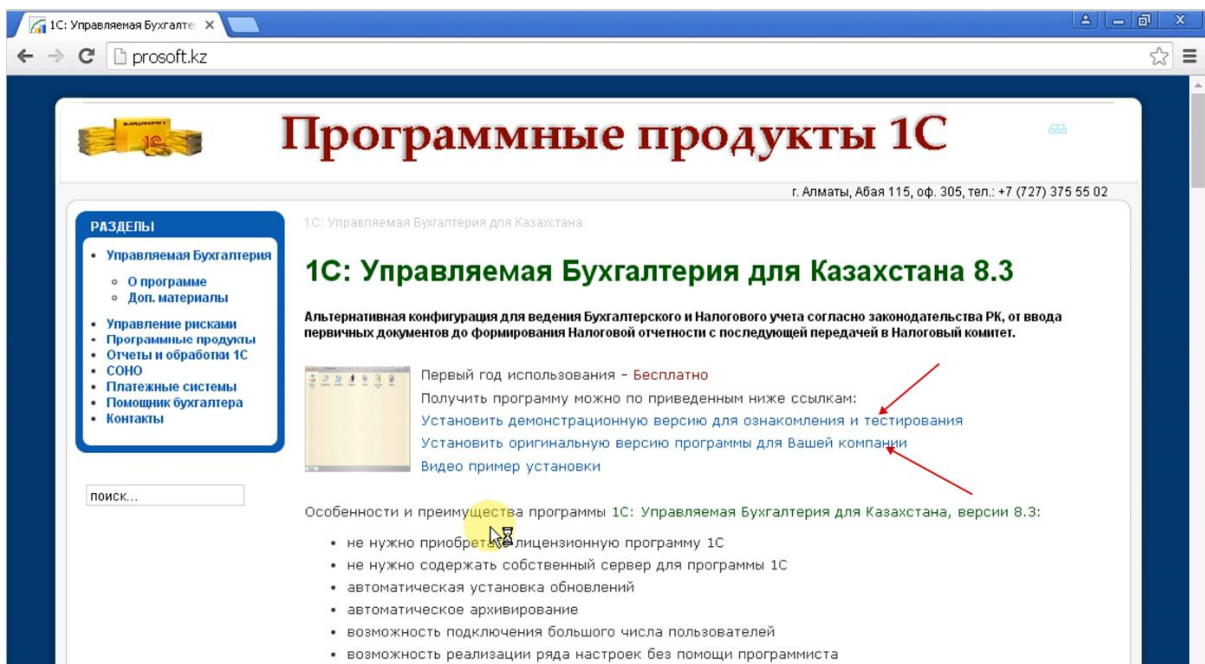 1С: Управляемая Бухгалте
prosoft.kz
1С
Программные продукты 1С
г. Алматы, Абая 115, оф. 305, тел.: +7 (727) 375 55 02
РАЗДЕЛЫ
Управляемая Бухгалтерия
О программе
Доп. материалы
Управление рисками
Программные продукты
Отчеты и обработки 1С
СОНО
Платежные системы
Помощник бухгалтера
Контакты
поиск...
1С: Управляемая Бухгалтерия для Казахстана
1С: Управляемая Бухгалтерия для Казахстана 8.3
Альтернативная конфигурация для ведения Бухгалтерского и Налогового учета согласно законодательства РК, от ввода
первичных документов до формирования Налоговой отчетности с последующей передачей в Налоговый комитет.
Первый год использования – Бесплатно
Получить программу можно по приведенным ниже ссылкам:
Установить демонстрационную версию для ознакомления и тестирования
Установить оригинальную версию программы для Вашей компании
Видео пример установки
Особенности и преимущества программы 1С: Управляемая Бухгалтерия для Казахстана, версии 8.3:
не нужно приобретать лицензионную программу 1С
не нужно содержать собственный сервер для программы 1С
автоматическая установка обновлений
автоматическое архивирование
возможность подключения большого числа пользователей
возможность реализации ряда настроек без помощи программиста